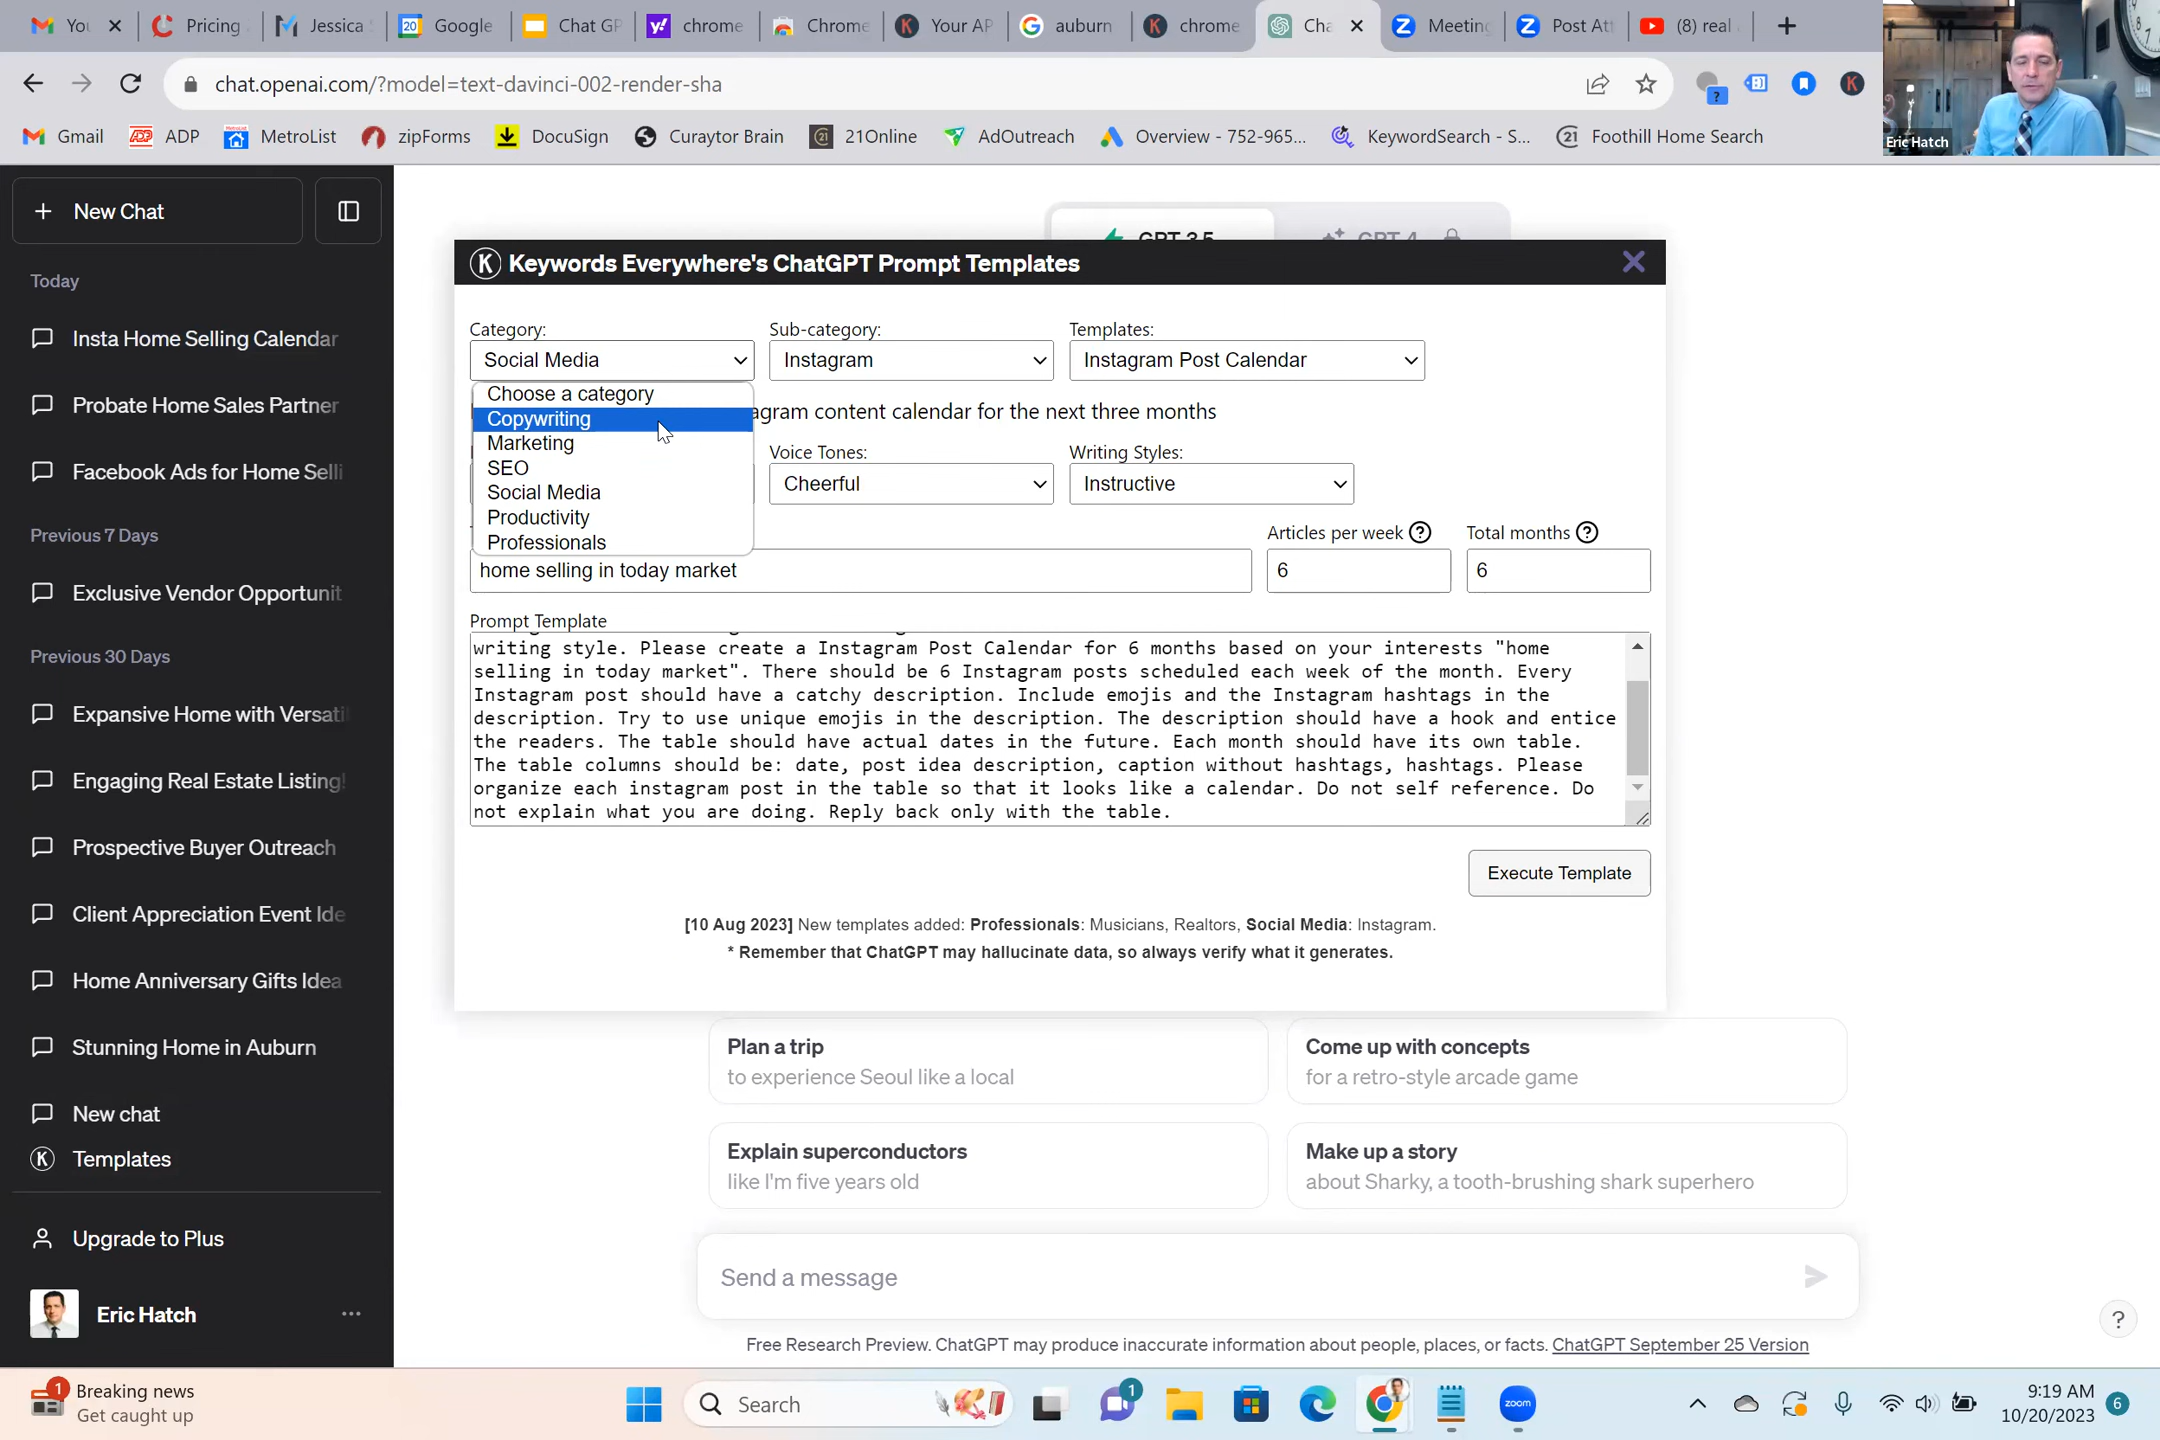 You
Pricing
Jessica
Google
Chat GP
chrome
Chrome
Your AP
auburn
chrome
Cha
Meeting
Post Att
(8) real
chat.openai.com/?model=text-davinci-002-render-sha
Gmail
ADP
MetroList
zipForms
DocuSign
Curaytor Brain
21Online
AdOutreach
Overview - 752-965...
KeywordSearch - S...
Foothill Home Search
Eric Hatch
New Chat
Today
Insta Home Selling Calendar
Probate Home Sales Partner
Facebook Ads for Home Selli
Previous 7 Days
Exclusive Vendor Opportunit
Previous 30 Days
Expansive Home with Versati
Engaging Real Estate Listing!
Prospective Buyer Outreach
Client Appreciation Event Ide
Home Anniversary Gifts Idea
Stunning Home in Auburn
New chat
Templates
Upgrade to Plus
Eric Hatch
GPT-3.5
GPT-4
Keywords Everywhere's ChatGPT Prompt Templates
Category:
Sub-category:
Templates:
Social Media
Instagram
Instagram Post Calendar
Choose a category
Copywriting
Marketing
SEO
Social Media
Productivity
Professionals
agram content calendar for the next three months
Voice Tones:
Writing Styles:
Cheerful
Instructive
Articles per week
Total months
home selling in today market
6
6
Prompt Template
writing style. Please create a Instagram Post Calendar for 6 months based on your interests "home
selling in today market". There should be 6 Instagram posts scheduled each week of the month. Every
Instagram post should have a catchy description. Include emojis and the Instagram hashtags in the
description. Try to use unique emojis in the description. The description should have a hook and entice
the readers. The table should have actual dates in the future. Each month should have its own table.
The table columns should be: date, post idea description, caption without hashtags, hashtags. Please
organize each instagram post in the table so that it looks like a calendar. Do not self reference. Do
not explain what you are doing. Reply back only with the table.
Execute Template
[10 Aug 2023] New templates added: Professionals: Musicians, Realtors, Social Media: Instagram.
* Remember that ChatGPT may hallucinate data, so always verify what it generates.
Plan a trip
to experience Seoul like a local
Come up with concepts
for a retro-style arcade game
Explain superconductors
like I'm five years old
Make up a story
about Sharky, a tooth-brushing shark superhero
Send a message
Free Research Preview. ChatGPT may produce inaccurate information about people, places, or facts. ChatGPT September 25 Version
1
Breaking news
Get caught up
Search
1
zoom
9:19 AM
10/20/2023
6